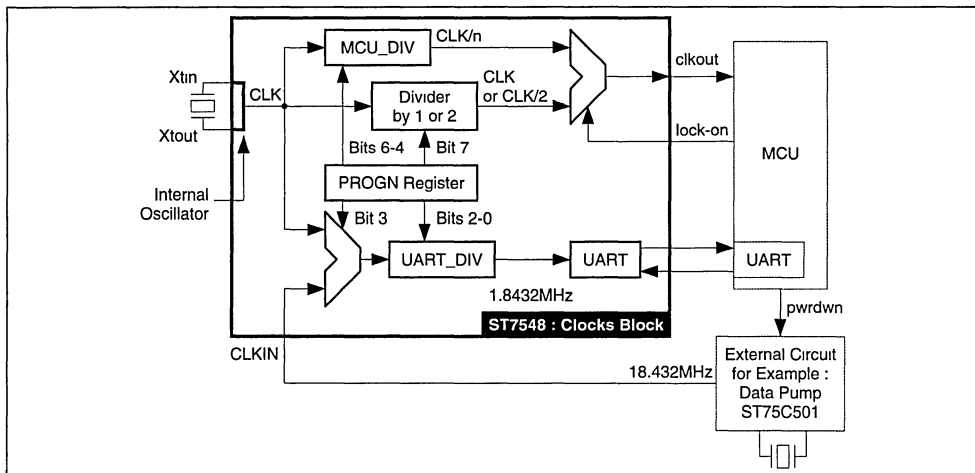 MCU_DIV
CLK/n
clkout
Xtin
CLK
CLK
or CLK/2
Divider
by 1 or 2
Xtout
lock-on
MCU
Bits 6-4
Bit 7
PROGN Register
Internal
Oscillator
Bit 3
Bits 2-0
UART_DIV
UART
UART
1.8432MHz
ST7548 : Clocks Block
pwrdwn
CLKIN
18.432MHz
External Circuit
for Example :
Data Pump
ST75C501